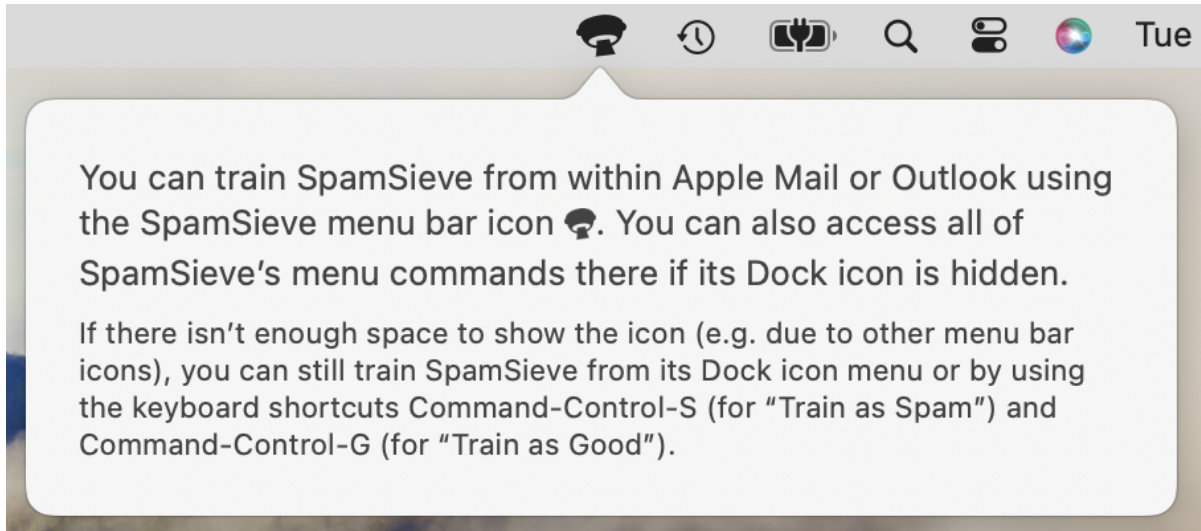 Tue
You can train SpamSieve from within Apple Mail or Outlook using
the SpamSieve menu bar icon . You can also access all of
SpamSieve’s menu commands there if its Dock icon is hidden.
If there isn’t enough space to show the icon (e.g. due to other menu bar
icons), you can still train SpamSieve from its Dock icon menu or by using
the keyboard shortcuts Command-Control-S (for “Train as Spam”) and
Command-Control-G (for “Train as Good”).